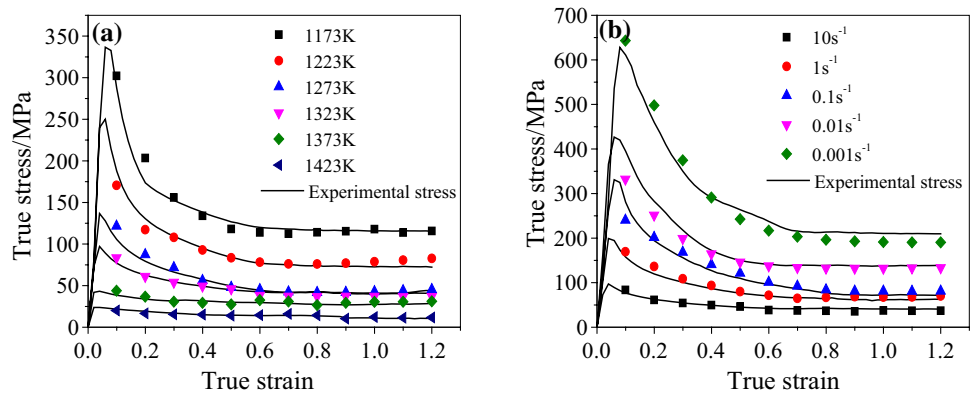 (a)
1173K
1223K
1273K
1323K
1373K
1423K
Experimental stress
True stress/MPa
350
300
250
200
150
100
50
0
0.0 0.2 0.4 0.6 0.8 1.0 1.2
True strain
(b)
10s⁻¹
1s⁻¹
0.1s⁻¹
0.01s⁻¹
0.001s⁻¹
Experimental stress
True stress/MPa
700
600
500
400
300
200
100
0
0.0 0.2 0.4 0.6 0.8 1.0 1.2
True strain